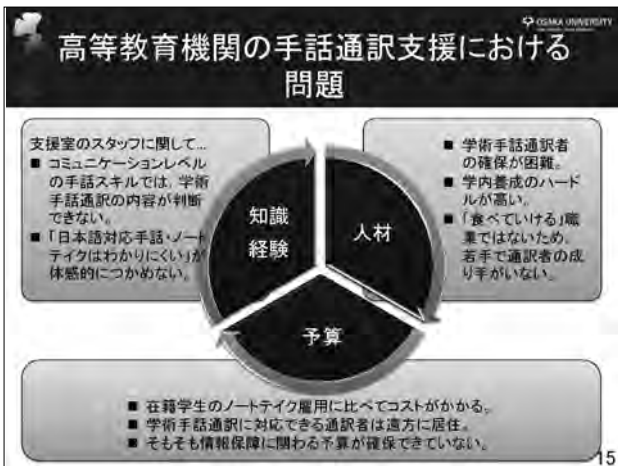 OSAKA UNIVERSITY
高等教育機関の手話通訳支援における
問題
支援室のスタッフに関して...
■ コミュニケーションレベル
の手話スキルでは、学術
手話通訳の内容が判断
できない。
■ 「日本語対応手話・ノート
テイクはわかりにくい」が
体感的につかめない。
知識
経験
人材
■ 学術手話通訳者
の確保が困難。
■ 学内養成のハード
ルが高い。
■ 「食べていける」職
業ではないため、
若手で通訳者の成
り手がいない。
予算
■ 在籍学生のノートテイク雇用に比べてコストがかかる。
■ 学術手話通訳に対応できる通訳者は遠方に居住。
■ そもそも情報保障に関わる予算が確保できていない。
15